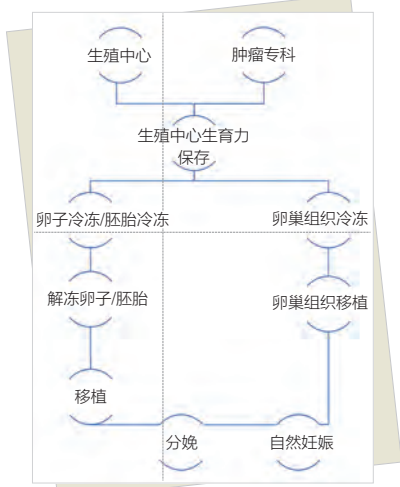 生殖中心
肿瘤专科
生殖中心生育力
保存
卵子冷冻/胚胎冷冻
卵巢组织冷冻
解冻卵子/胚胎
卵巢组织移植
移植
分娩
自然妊娠